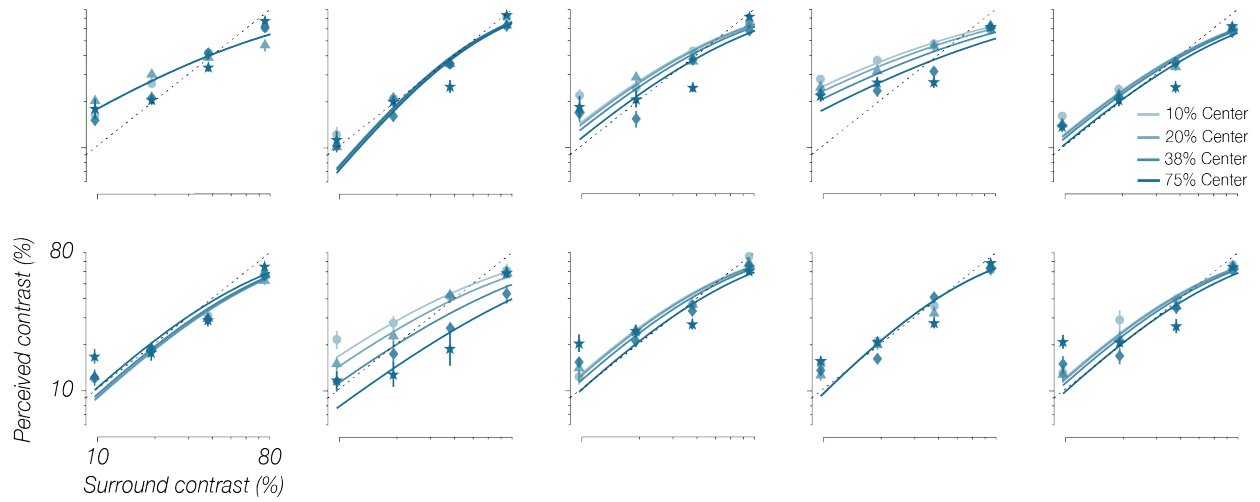 10% Center
20% Center
38% Center
75% Center
Perceived contrast (%)
80
10
10
80
Surround contrast (%)